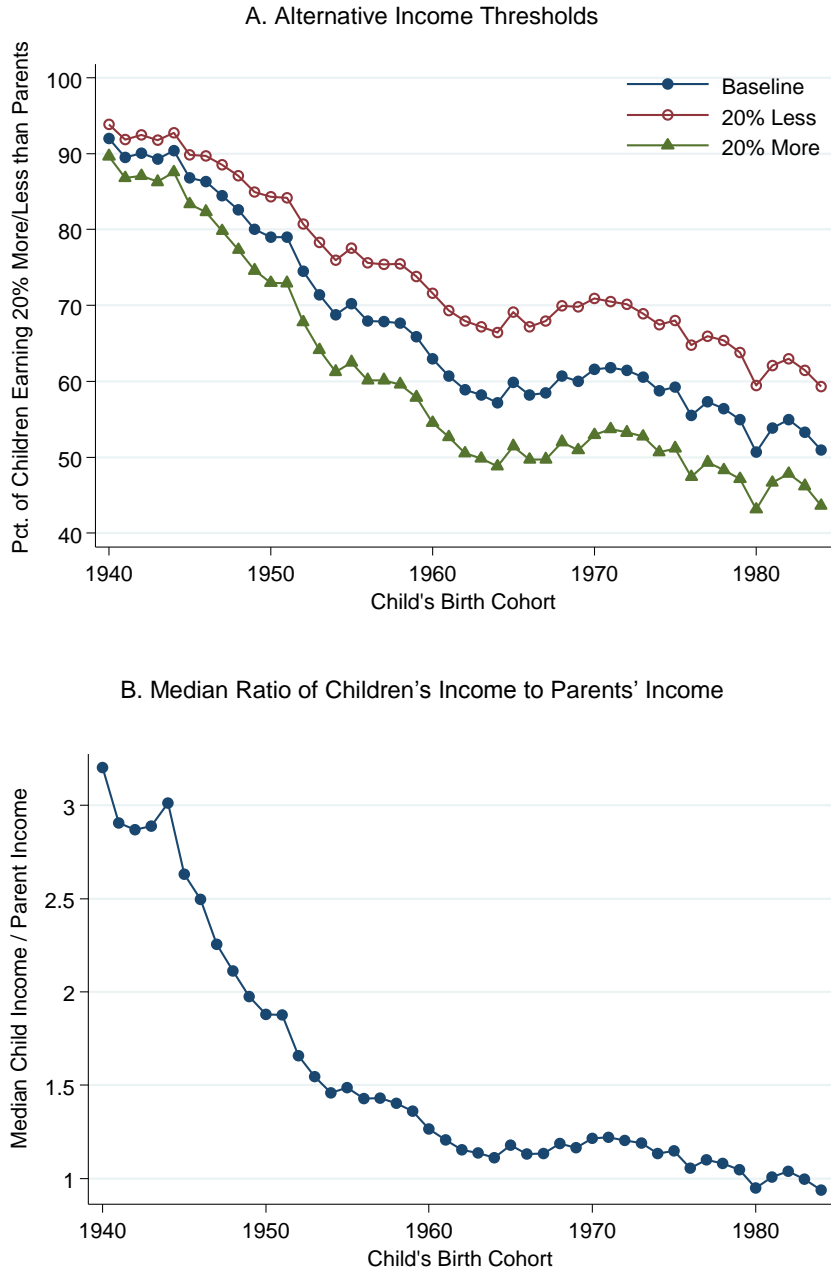 A. Alternative Income Thresholds
Pct. of Children Earning 20% More/Less than Parents
100
90
80
70
60
50
40
Baseline
20% Less
20% More
1940 1950 1960 1970 1980
Child's Birth Cohort
B. Median Ratio of Children’s Income to Parents’ Income
Median Child Income / Parent Income
3
2.5
2
1.5
1
1940 1950 1960 1970 1980
Child's Birth Cohort